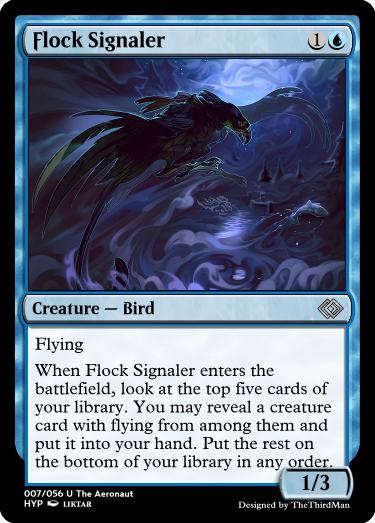 Flock Signaler 1
Creature — Bird
Flying
When Flock Signaler enters the
battlefield, look at the top five cards of
your library. You may reveal a creature
card with flying from among them and
put it into your hand. Put the rest on
the bottom of your library in any order.
1/3
007/056 U The Aeronaut
HYP LIKTAR
Designed by TheThirdMan